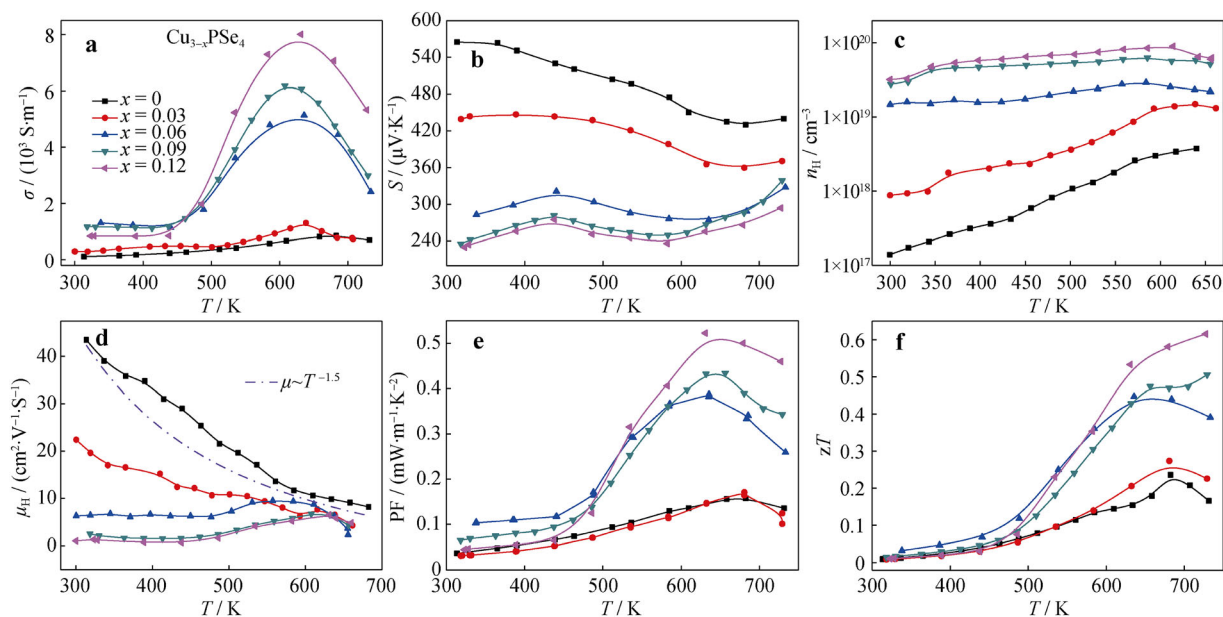 a
Cu₃₋ₓPSe₄
x = 0
x = 0.03
x = 0.06
x = 0.09
x = 0.12
σ / (10³ S·m⁻¹)
8
6
4
2
0
300 400 500 600 700
T / K
b
S / (μV·K⁻¹)
600
540
480
420
360
300
240
300 400 500 600 700
T / K
c
n_H / cm⁻³
1×10²⁰
1×10¹⁹
1×10¹⁸
1×10¹⁷
300 350 400 450 500 550 600 650
T / K
d
μ~T⁻¹·⁵
μ_H / (cm²·V⁻¹·S⁻¹)
40
30
20
10
0
300 400 500 600 700
T / K
e
PF / (mW·m⁻¹·K⁻²)
0.5
0.4
0.3
0.2
0.1
0
300 400 500 600 700
T / K
f
zT
0.6
0.5
0.4
0.3
0.2
0.1
0
300 400 500 600 700
T / K